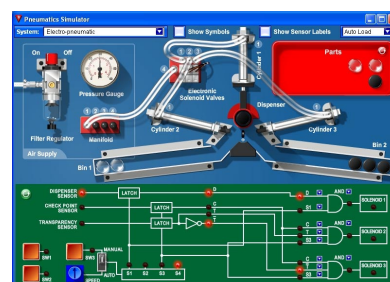 Pneumatics Simulator
System: Electro-pneumatic
Show Symbols
Show Sensor Labels
Auto Load
On
Off
Pressure Gauge
Filter Regulator
Manifold
Air Supply
Electronic
Solenoid Valves
Cylinder 1
Cylinder 2
Cylinder 3
Dispenser
Parts
Bin 1
Bin 2
DISPENSER
SENSOR
CHECK POINT
SENSOR
TRANSPARENCY
SENSOR
LATCH
LATCH
LATCH
AND
SOLENOID 1
AND
SOLENOID 2
AND
SOLENOID 3
SW1
SW2
SW3
SPEED
MANUAL
AUTO
S1
S2
S3
S4